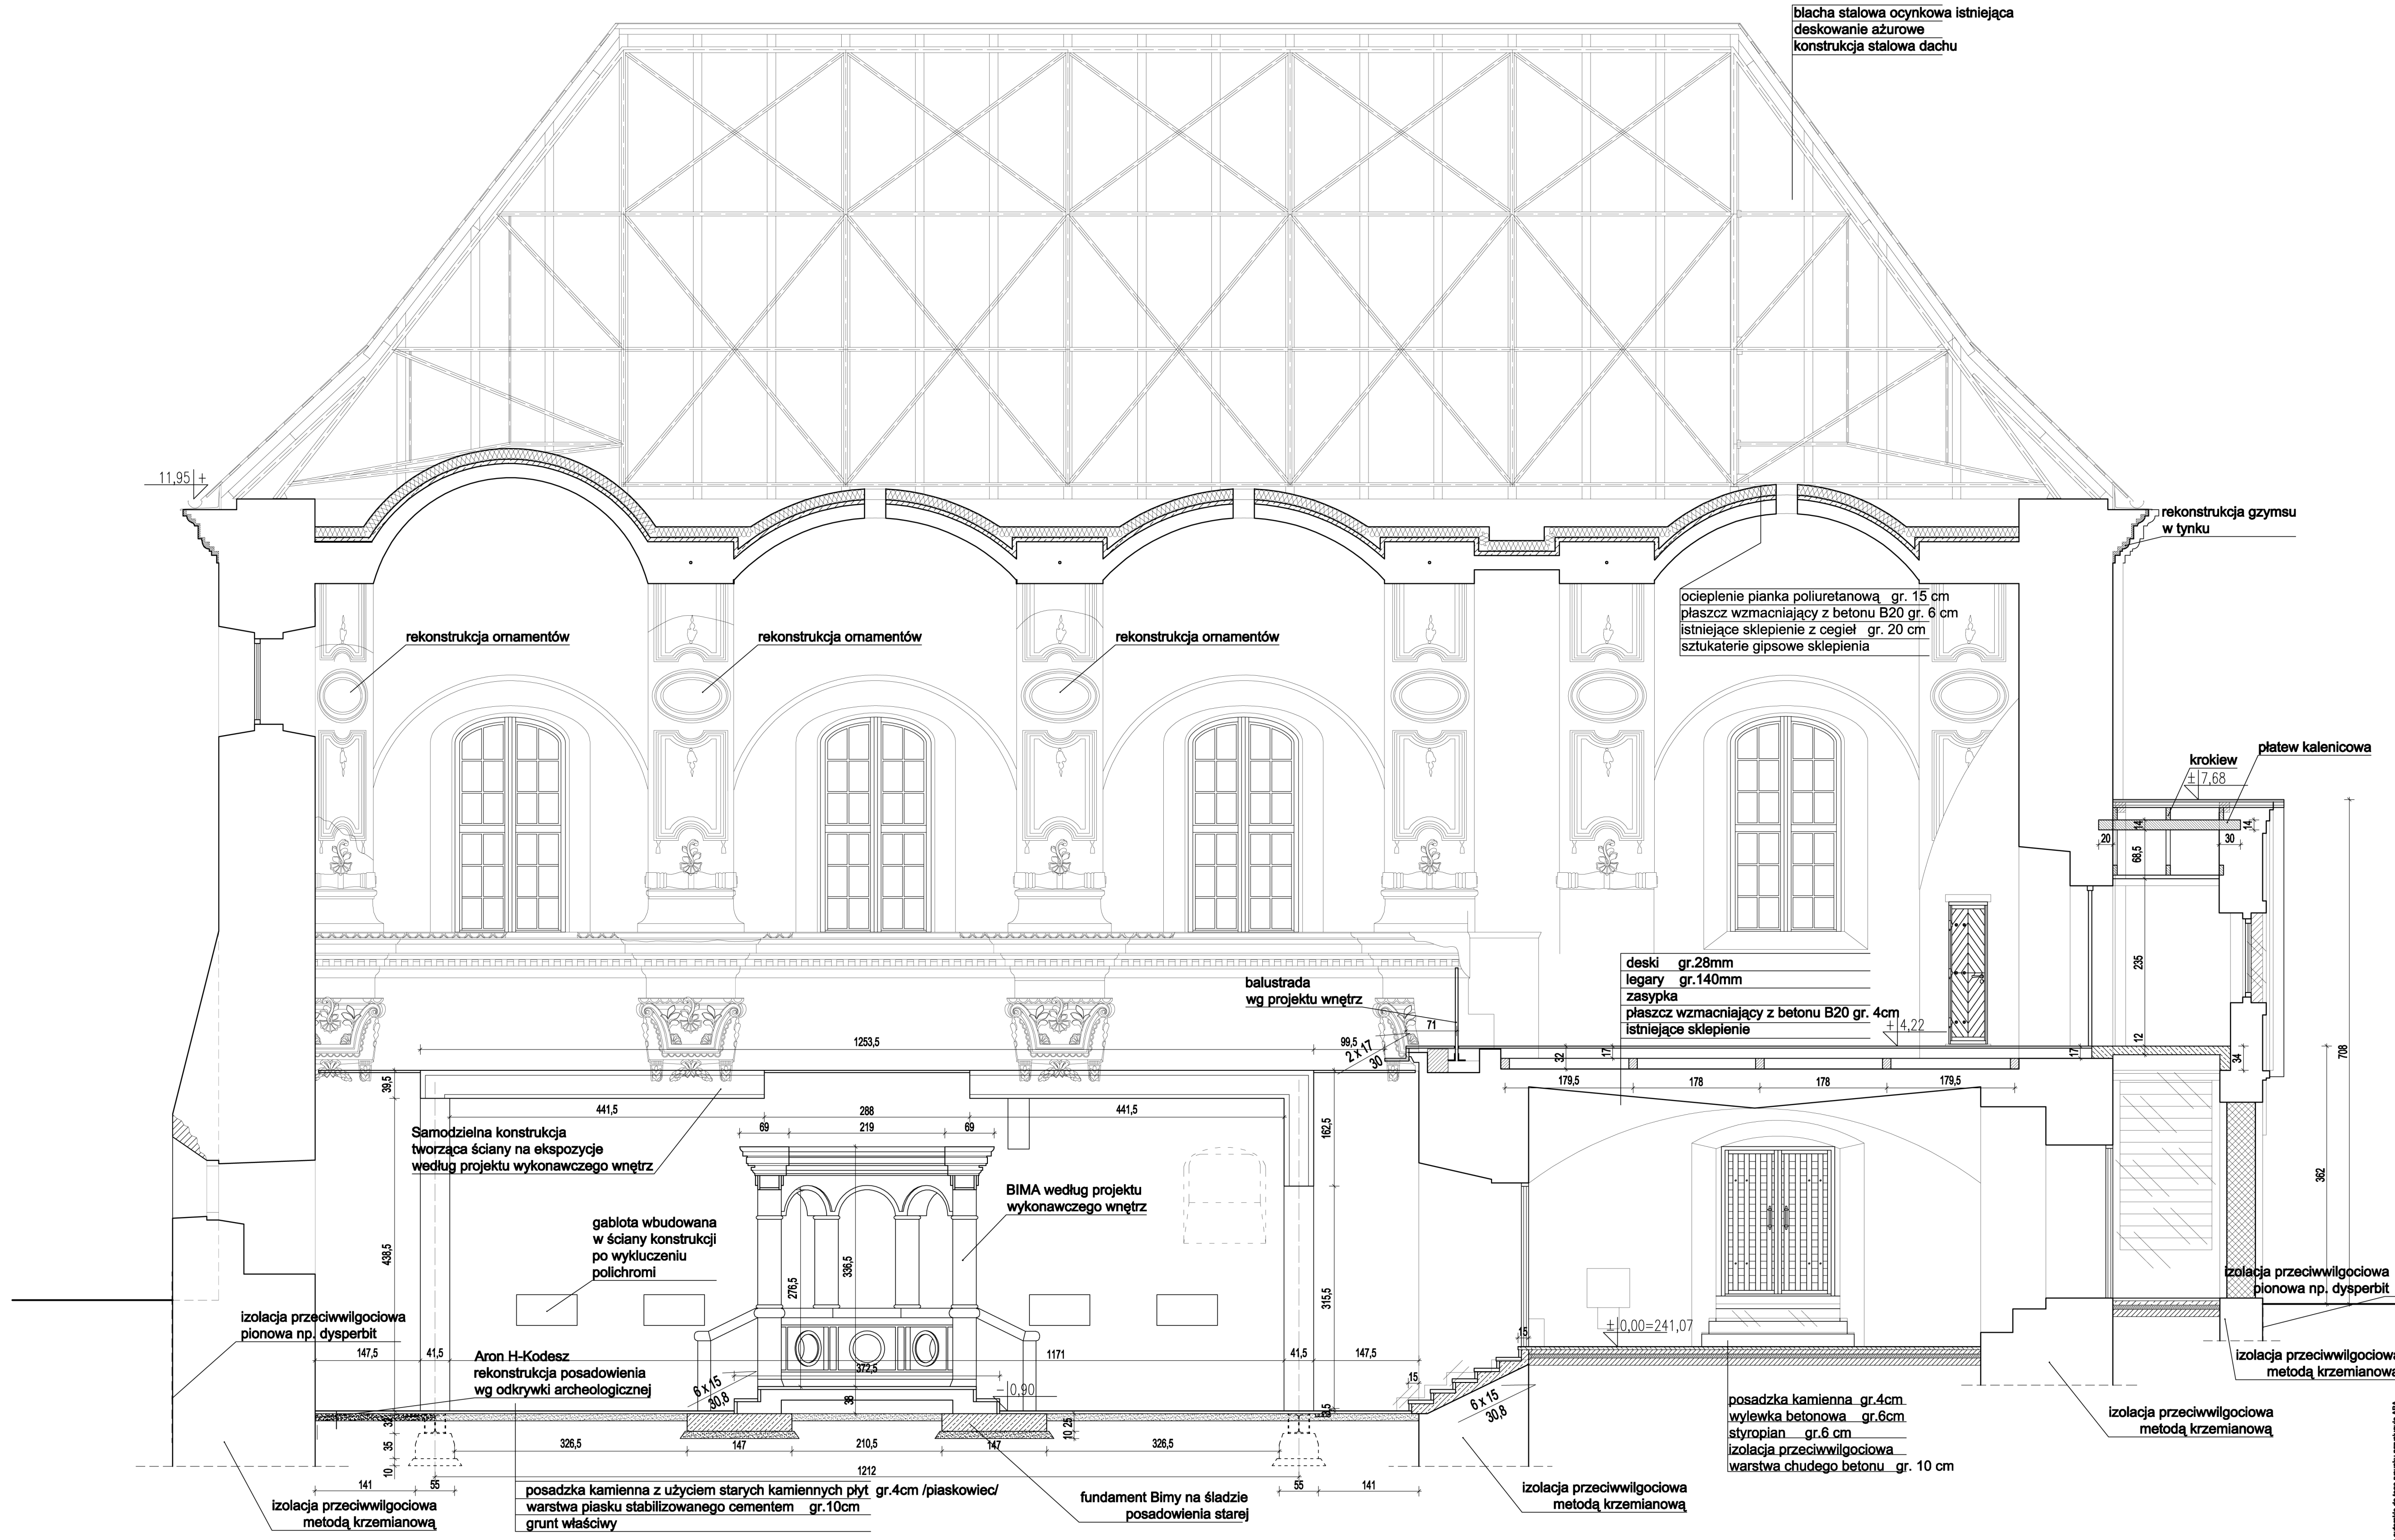 blacha stalowa ocynkowa istniejąca
deskowanie ażurowe
konstrukcja stalowa dachu
11,95 +
rekonstrukcja gzymsu
w tynku
ocieplenie pianka poliuretanową gr. 15 cm
płaszcz wzmacniający z betonu B20 gr. 6 cm
istniejące sklepienie z cegieł gr. 20 cm
sztukaterie gipsowe sklepienia
rekonstrukcja ornamentów
rekonstrukcja ornamentów
rekonstrukcja ornamentów
płatew kalenicowa
krokiew
± 7,68
20
14
30
14
68,5
235
12
34
708
362
deski gr.28mm
legary gr.140mm
zasypka
płaszcz wzmacniający z betonu B20 gr. 4cm
istniejące sklepienie
+ 4,22
balustrada
wg projektu wnętrz
71
1253,5
99,5
2 x 17
30
32
17
17
179,5
178
178
179,5
39,5
441,5
288
441,5
69
219
69
162,5
Samodzielna konstrukcja
tworząca ściany na ekspozycje
według projektu wykonawczego wnętrz
BIMA według projektu
wykonawczego wnętrz
gablota wbudowana
w ściany konstrukcji
po wykluczeniu
polichromi
438,5
276,5
336,5
315,5
izolacja przeciwwilgociowa
pionowa np. dysperbit
izolacja przeciwwilgociowa
pionowa np. dysperbit
± 0,00=241,07
15
147,5
41,5
1171
41,5
147,5
372,5
Aron H-Kodesz
rekonstrukcja posadowienia
wg odkrywki archeologicznej
6 x 15
30,8
38
- 0,90
15
6 x 15
30,8
izolacja przeciwwilgociowa
metodą krzemianową
posadzka kamienna gr.4cm
wylewka betonowa gr.6cm
styropian gr.6 cm
izolacja przeciwwilgociowa
warstwa chudego betonu gr. 10 cm
izolacja przeciwwilgociowa
metodą krzemianową
32
35
10
10 25
326,5
147
210,5
147
326,5
1212
141
55
55
141
izolacja przeciwwilgociowa
metodą krzemianową
posadzka kamienna z użyciem starych kamiennych płyt gr.4cm /piaskowiec/
warstwa piasku stabilizowanego cementem gr.10cm
grunt właściwy
fundament Bimy na śladzie
posadowienia starej
izolacja przeciwwilgociowa
metodą krzemianową